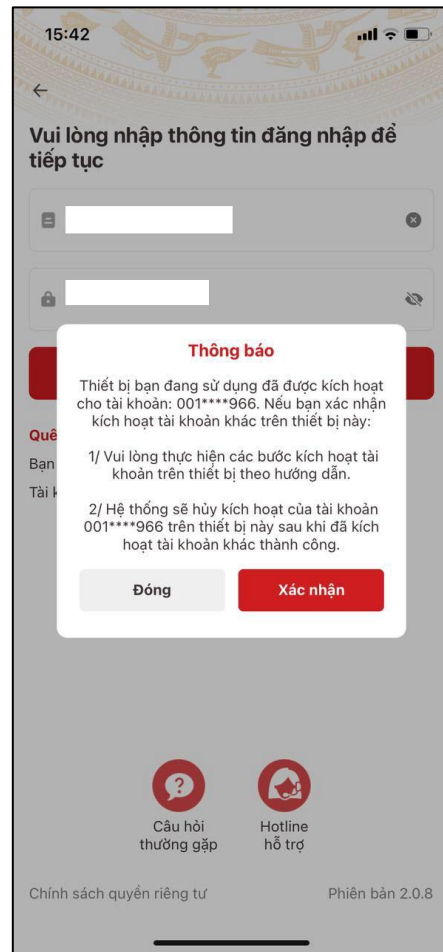 15:42
Vui lòng nhập thông tin đăng nhập để
tiếp tục
Thông báo
Thiết bị bạn đang sử dụng đã được kích hoạt
cho tài khoản: 001****966. Nếu bạn xác nhận
kích hoạt tài khoản khác trên thiết bị này:
1/ Vui lòng thực hiện các bước kích hoạt tài
khoản trên thiết bị theo hướng dẫn.
2/ Hệ thống sẽ hủy kích hoạt của tài khoản
001****966 trên thiết bị này sau khi đã kích
hoạt tài khoản khác thành công.
Đóng
Xác nhận
Quê
Bạn
Tài
Câu hỏi
thường gặp
Hotline
hỗ trợ
Chính sách quyền riêng tư
Phiên bản 2.0.8